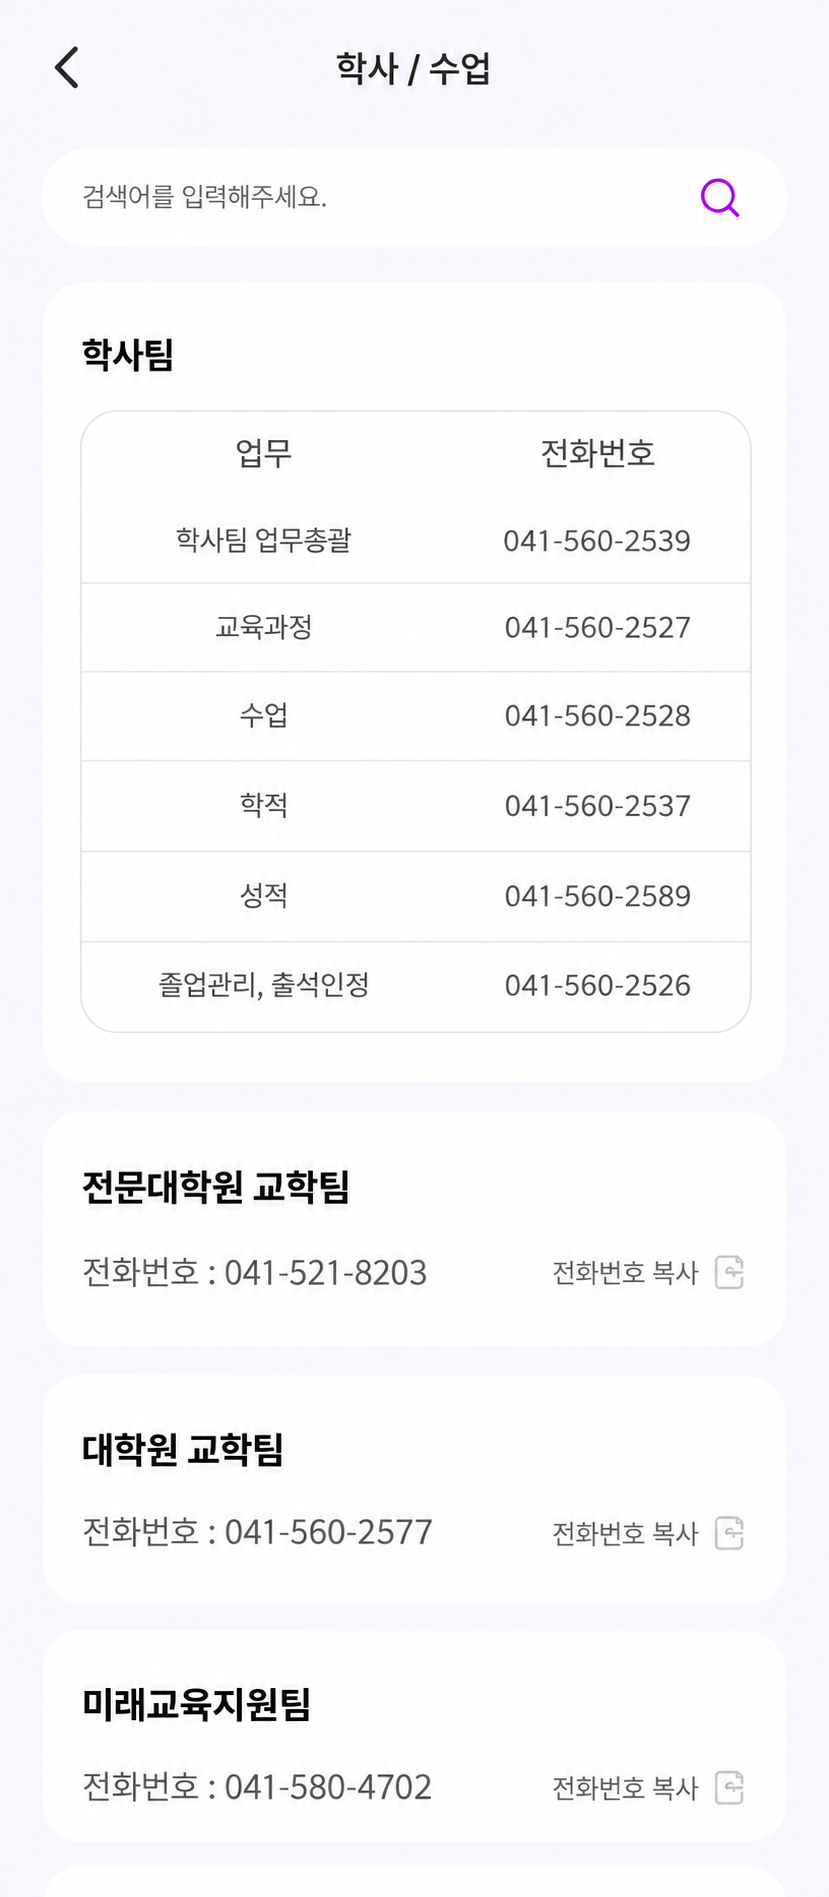 학사 / 수업
검색어를 입력해주세요.
학사팀
업무 전화번호
학사팀 업무총괄 041-560-2539
교육과정 041-560-2527
수업 041-560-2528
학적 041-560-2537
성적 041-560-2589
졸업관리, 출석인정 041-560-2526
전문대학원 교학팀
전화번호 : 041-521-8203 전화번호 복사
대학원 교학팀
전화번호 : 041-560-2577 전화번호 복사
미래교육지원팀
전화번호 : 041-580-4702 전화번호 복사